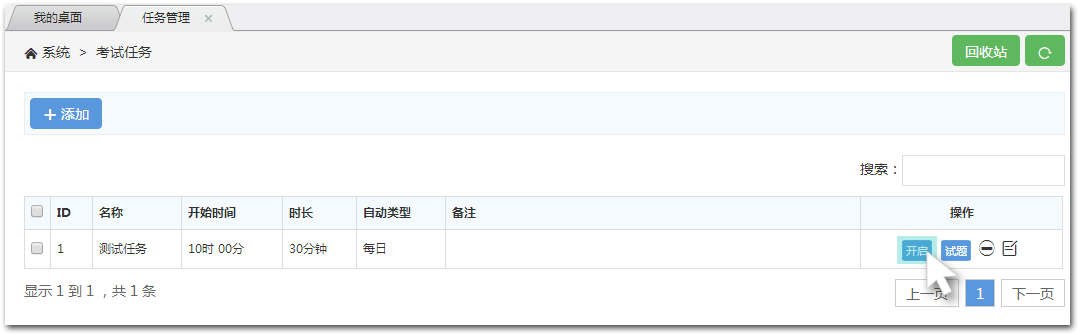 我的桌面 任务管理
系统 > 考试任务 回收站
添加
搜索：
ID 名称 开始时间 时长 自动类型 备注 操作
1 测试任务 10时 00分 30分钟 每日 开启 试题
显示 1 到 1 ，共 1 条 上一页 1 下一页